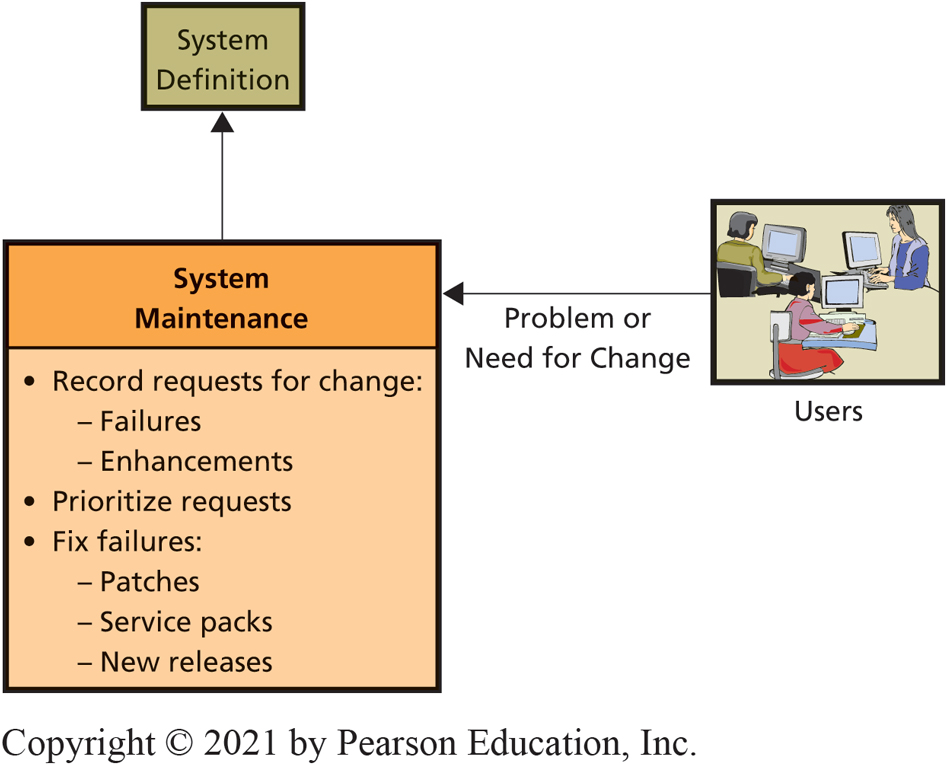 System
Definition
System
Maintenance
• Record requests for change:
– Failures
– Enhancements
• Prioritize requests
• Fix failures:
– Patches
– Service packs
– New releases
Problem or
Need for Change
Users
Copyright © 2021 by Pearson Education, Inc.